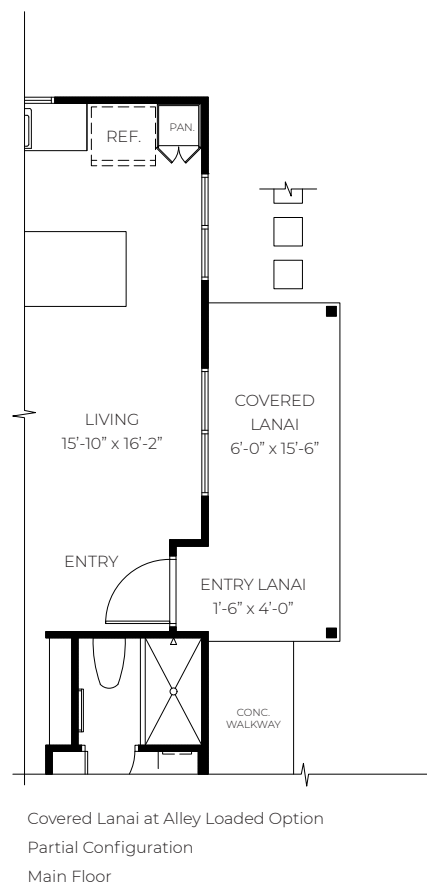 REF.
PAN.
LIVING
15’-10” x 16’-2”
COVERED
LANAI
6’-0” x 15’-6”
ENTRY
ENTRY LANAI
1’-6” x 4’-0”
CONC.
WALKWAY
Covered Lanai at Alley Loaded Option
Partial Configuration
Main Floor